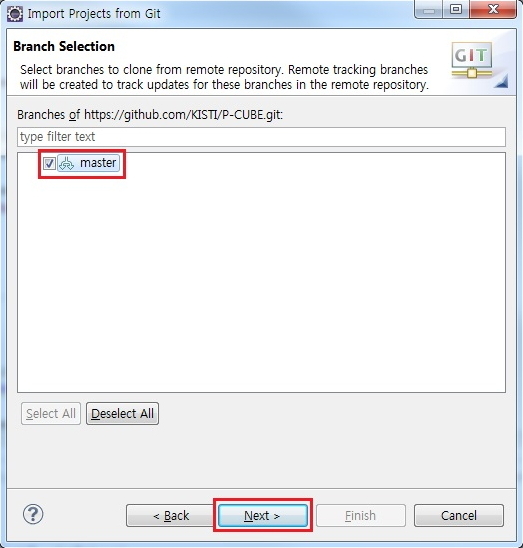 Import Projects from Git
Branch Selection
Select branches to clone from remote repository. Remote tracking branches
will be created to track updates for these branches in the remote repository.
GIT
Branches of https://github.com/KISTI/P-CUBE.git:
type filter text
master
Select All
Deselect All
? < Back Next > Finish Cancel